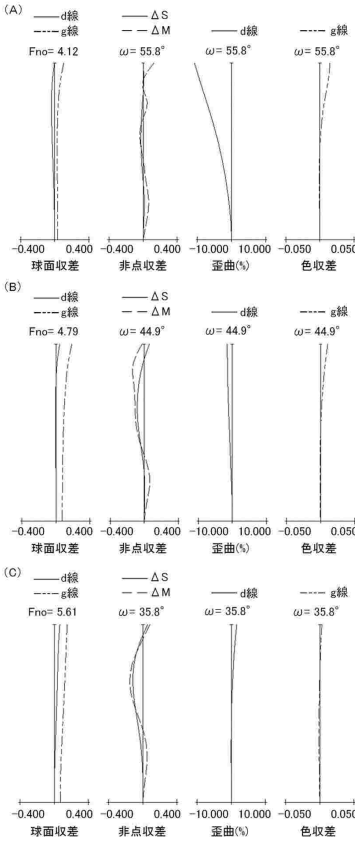 (A)
d線 ΔS d線 g線
g線 ΔM
Fno= 4.12 ω= 55.8° ω= 55.8° ω= 55.8°
-0.400 0.400 -0.400 0.400 -10.000 10.000 -0.050 0.050
球面収差 非点収差 歪曲(%) 色収差
(B)
d線 ΔS d線 g線
g線 ΔM
Fno= 4.79 ω= 44.9° ω= 44.9° ω= 44.9°
-0.400 0.400 -0.400 0.400 -10.000 10.000 -0.050 0.050
球面収差 非点収差 歪曲(%) 色収差
(C)
d線 ΔS d線 g線
g線 ΔM
Fno= 5.61 ω= 35.8° ω= 35.8° ω= 35.8°
-0.400 0.400 -0.400 0.400 -10.000 10.000 -0.050 0.050
球面収差 非点収差 歪曲(%) 色収差